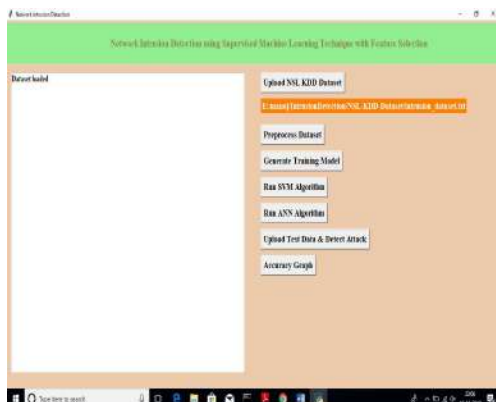 Network Intrusion Detection
Network Intrusion Detection using Supervised Machine Learning Technique with Feature Selection
Dataset loaded
Upload NSL KDD Dataset
Preprocess Dataset
Generate Training Model
Run SVM Algorithm
Run ANN Algorithm
Upload Test Data & Detect Attack
Accuracy Graph
Type here to search